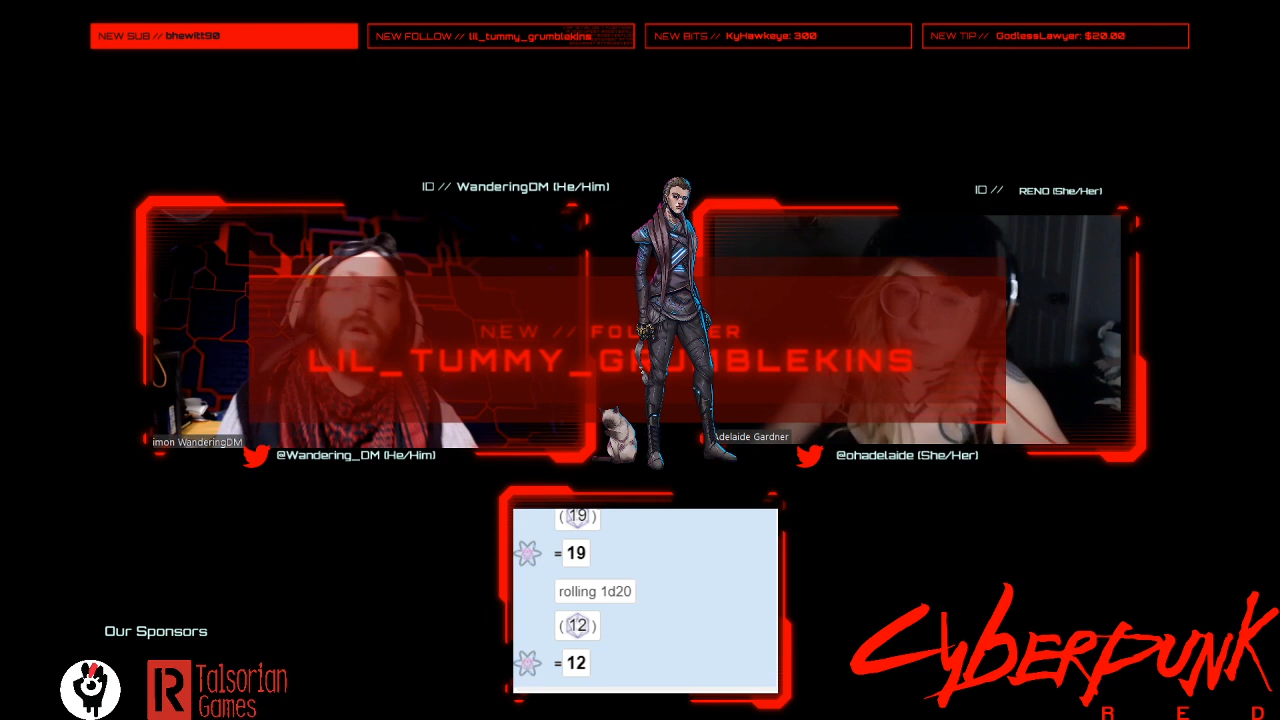 NEW SUB // bhewitt90
NEW FOLLOW // lil_tummy_grumblekins
NEW BITS // KyHawkeye: 300
NEW TIP // GodlessLawyer: $20.00
ID // WanderingDM (He/Him)
ID // RENO (She/Her)
NEW // FOLLOWER
LIL_TUMMY_GRUMBLEKINS
imon WanderingDM
Adelaide Gardner
@Wandering_DM (He/Him)
@ohadelaide (She/Her)
(19)
=19
rolling 1d20
(12)
=12
Our Sponsors
R Talsorian
Games
Cyberpunk
RED